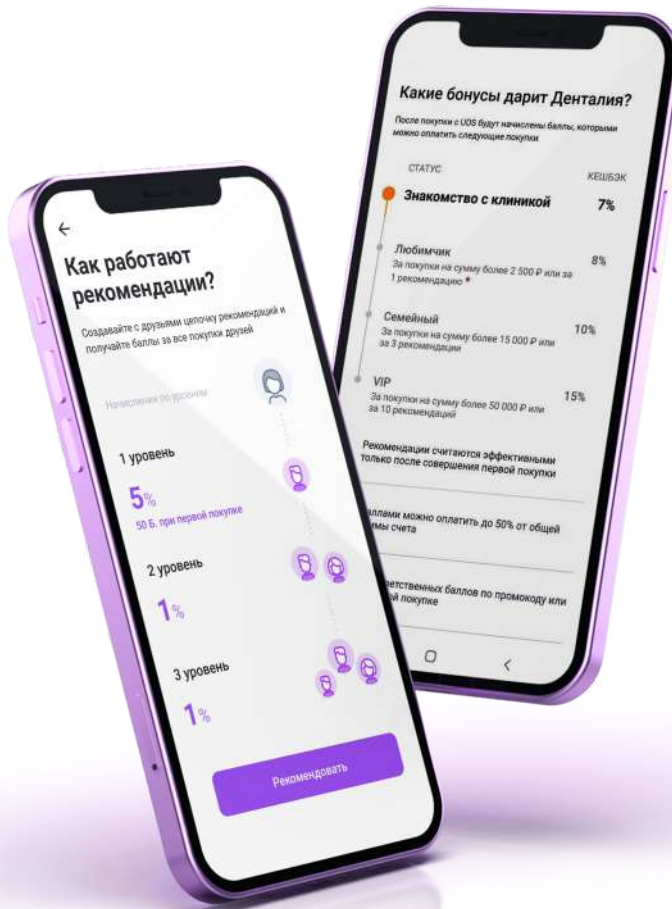 Как работают
рекомендации?
Создавайте с друзьями цепочку рекомендаций и
получайте баллы за все покупки друзей
Начисления по уровням
1 уровень
5%
50 Б. при первой покупке
2 уровень
1%
3 уровень
1%
Рекомендовать
Какие бонусы дарит Денталия?
После покупки с UDS будут начислены баллы, которыми
можно оплатить следующие покупки
СТАТУС КЕШБЭК
Знакомство с клиникой 7%
Любимчик 8%
За покупки на сумму более 2 500 ₽ или за
1 рекомендацию *
Семейный 10%
За покупки на сумму более 15 000 ₽ или
за 3 рекомендации
VIP 15%
За покупки на сумму более 50 000 ₽ или
за 10 рекомендаций
Рекомендации считаются эффективными
только после совершения первой покупки
можно оплатить до 50% от общей
счета
баллов по промокоду или
покупке